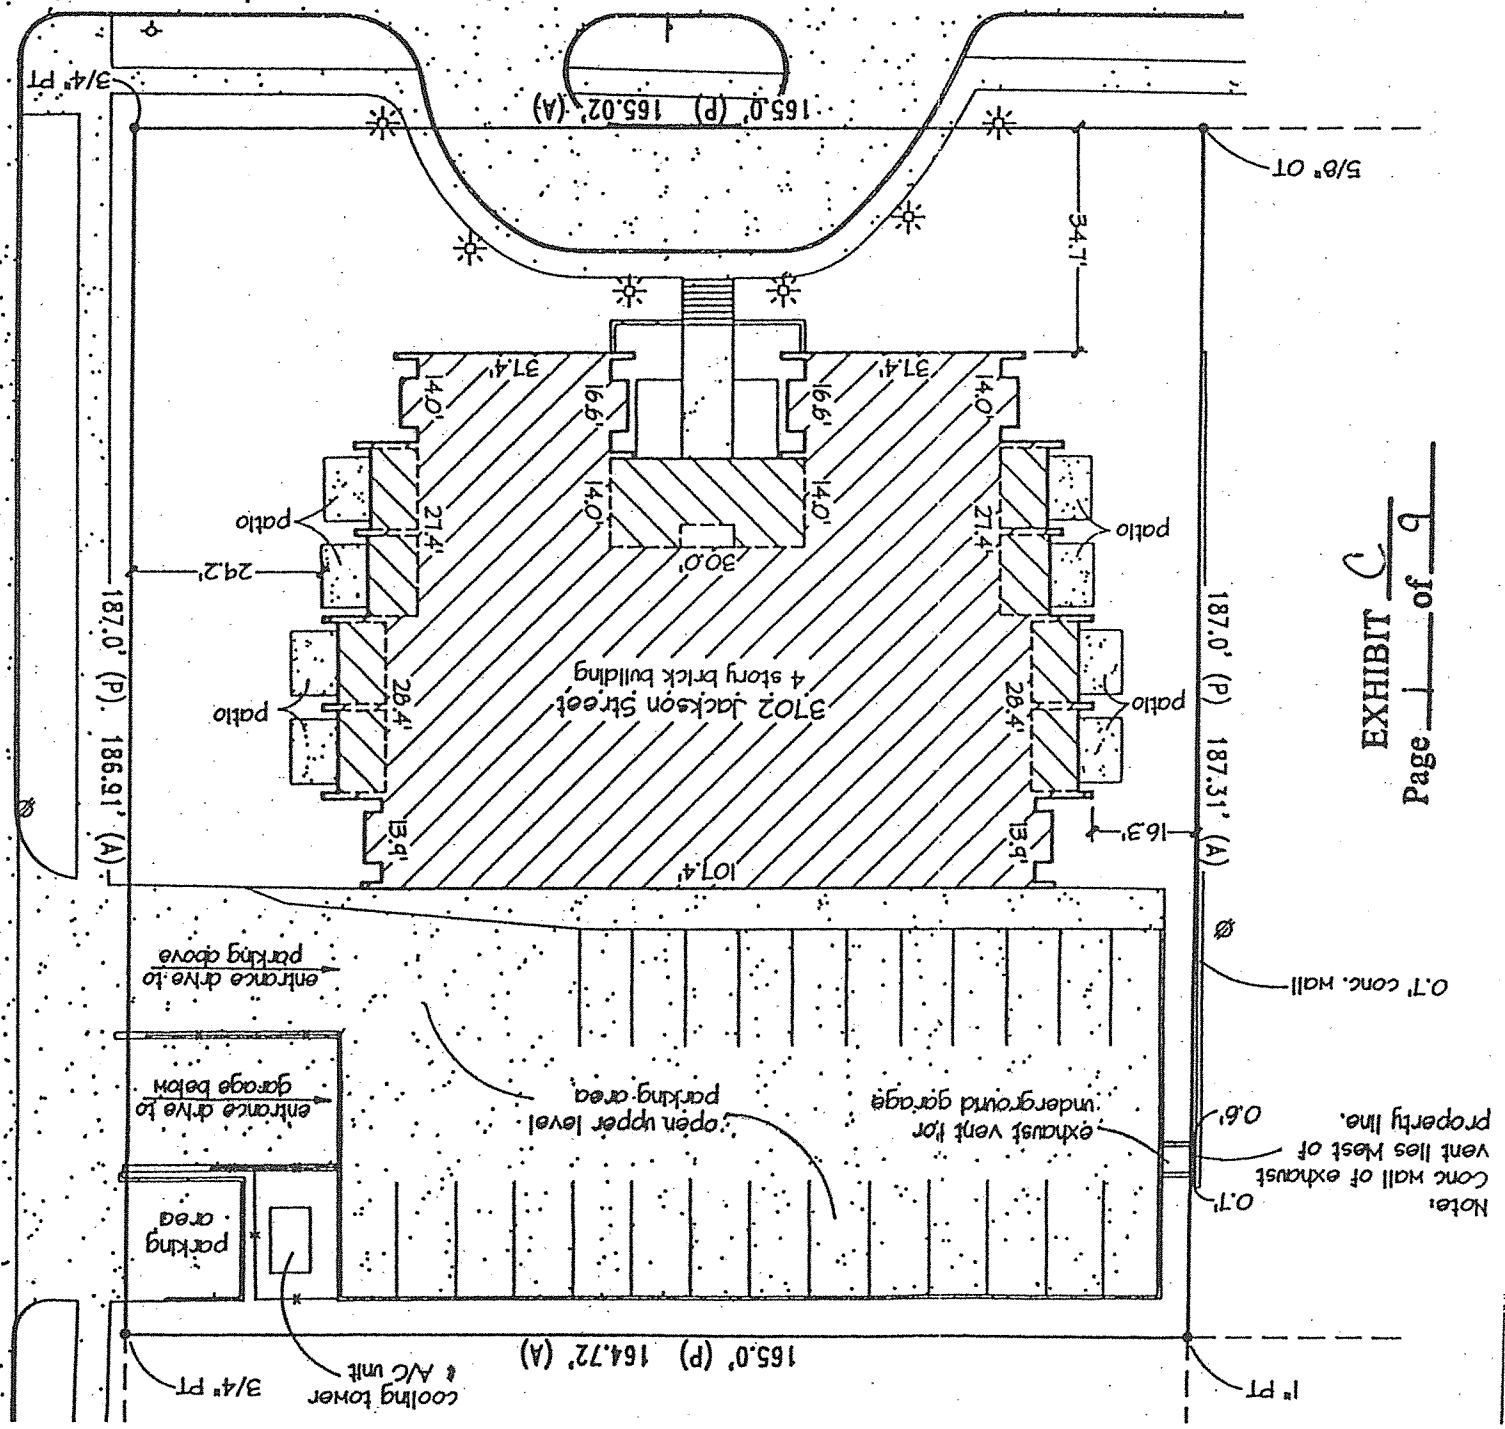 165.0' (P) 165.02' (A)
3/4" PT
5/8" OT
34.7'
37.4'
37.4'
14.0'
16.6'
16.6'
14.0'
14.0'
14.0'
30.0'
27.4'
27.4'
patio
patio
29.2'
187.0' (P). 186.91' (A)
187.0' (P) 187.31' (A)
3702 Jackson Street
4 story brick building
28.4'
28.4'
patio
patio
13.9'
13.9'
16.3'
107.4'
entrance drive to
parking above
entrance drive to
garage below
open upper level
parking area
exhaust vent for
underground garage
0.7' conc. wall
0.6'
0.7'
Note:
Conc wall of exhaust
vent lies West of
property line.
parking
area
cooling tower
& A/C unit
165.0' (P) 164.72' (A)
3/4" PT
1" PT
EXHIBIT C
Page 1 of 9